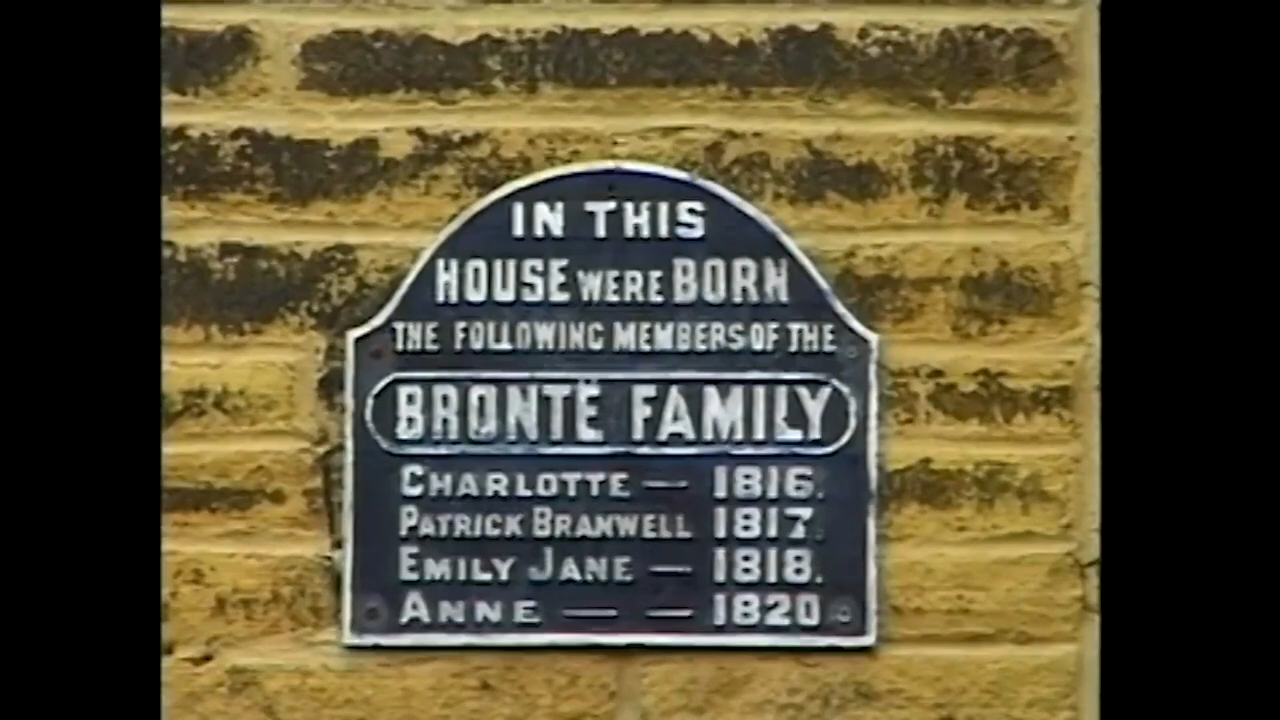 IN THIS
HOUSE WERE BORN
THE FOLLOWING MEMBERS OF THE
BRONTË FAMILY
CHARLOTTE — 1816.
PATRICK BRANWELL 1817.
EMILY JANE — 1818.
ANNE — — 1820